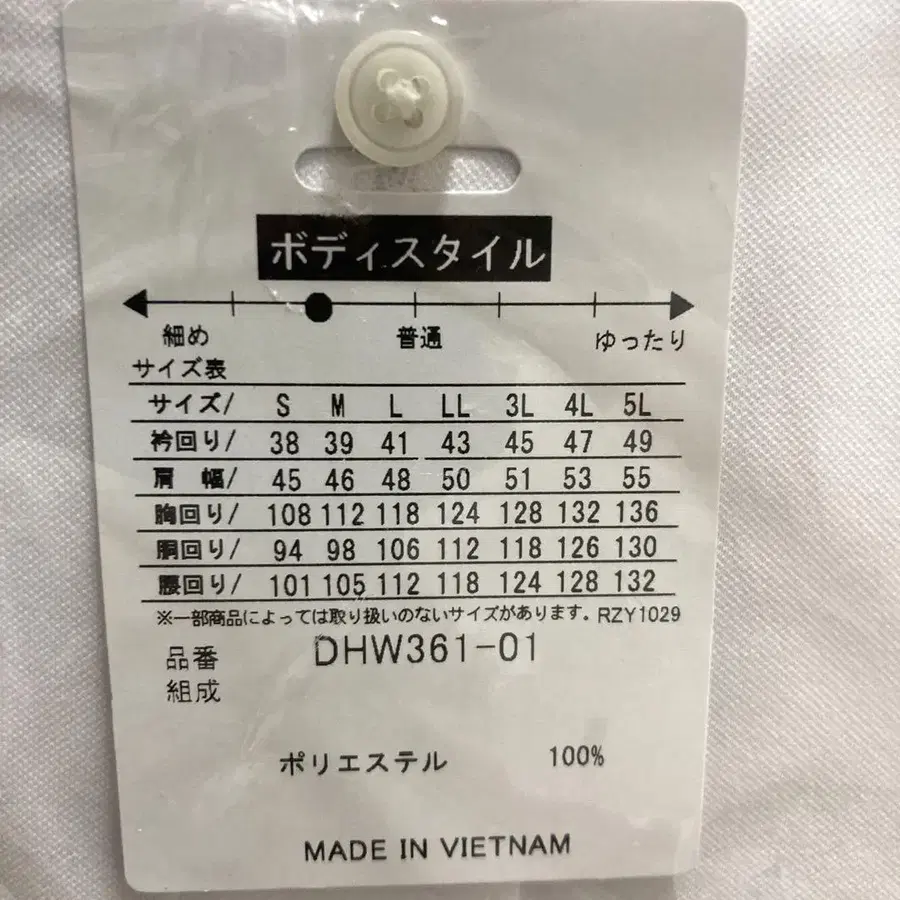 ボディスタイル
細め 普通 ゆったり
サイズ表
サイズ/ S M L LL 3L 4L 5L
衿回り/ 38 39 41 43 45 47 49
肩 幅/ 45 46 48 50 51 53 55
胸回り/ 108 112 118 124 128 132 136
胴回り/ 94 98 106 112 118 126 130
腰回り/ 101 105 112 118 124 128 132
※一部商品によっては取り扱いのないサイズがあります。RZY1029
品番 DHW361-01
組成
ポリエステル 100%
MADE IN VIETNAM